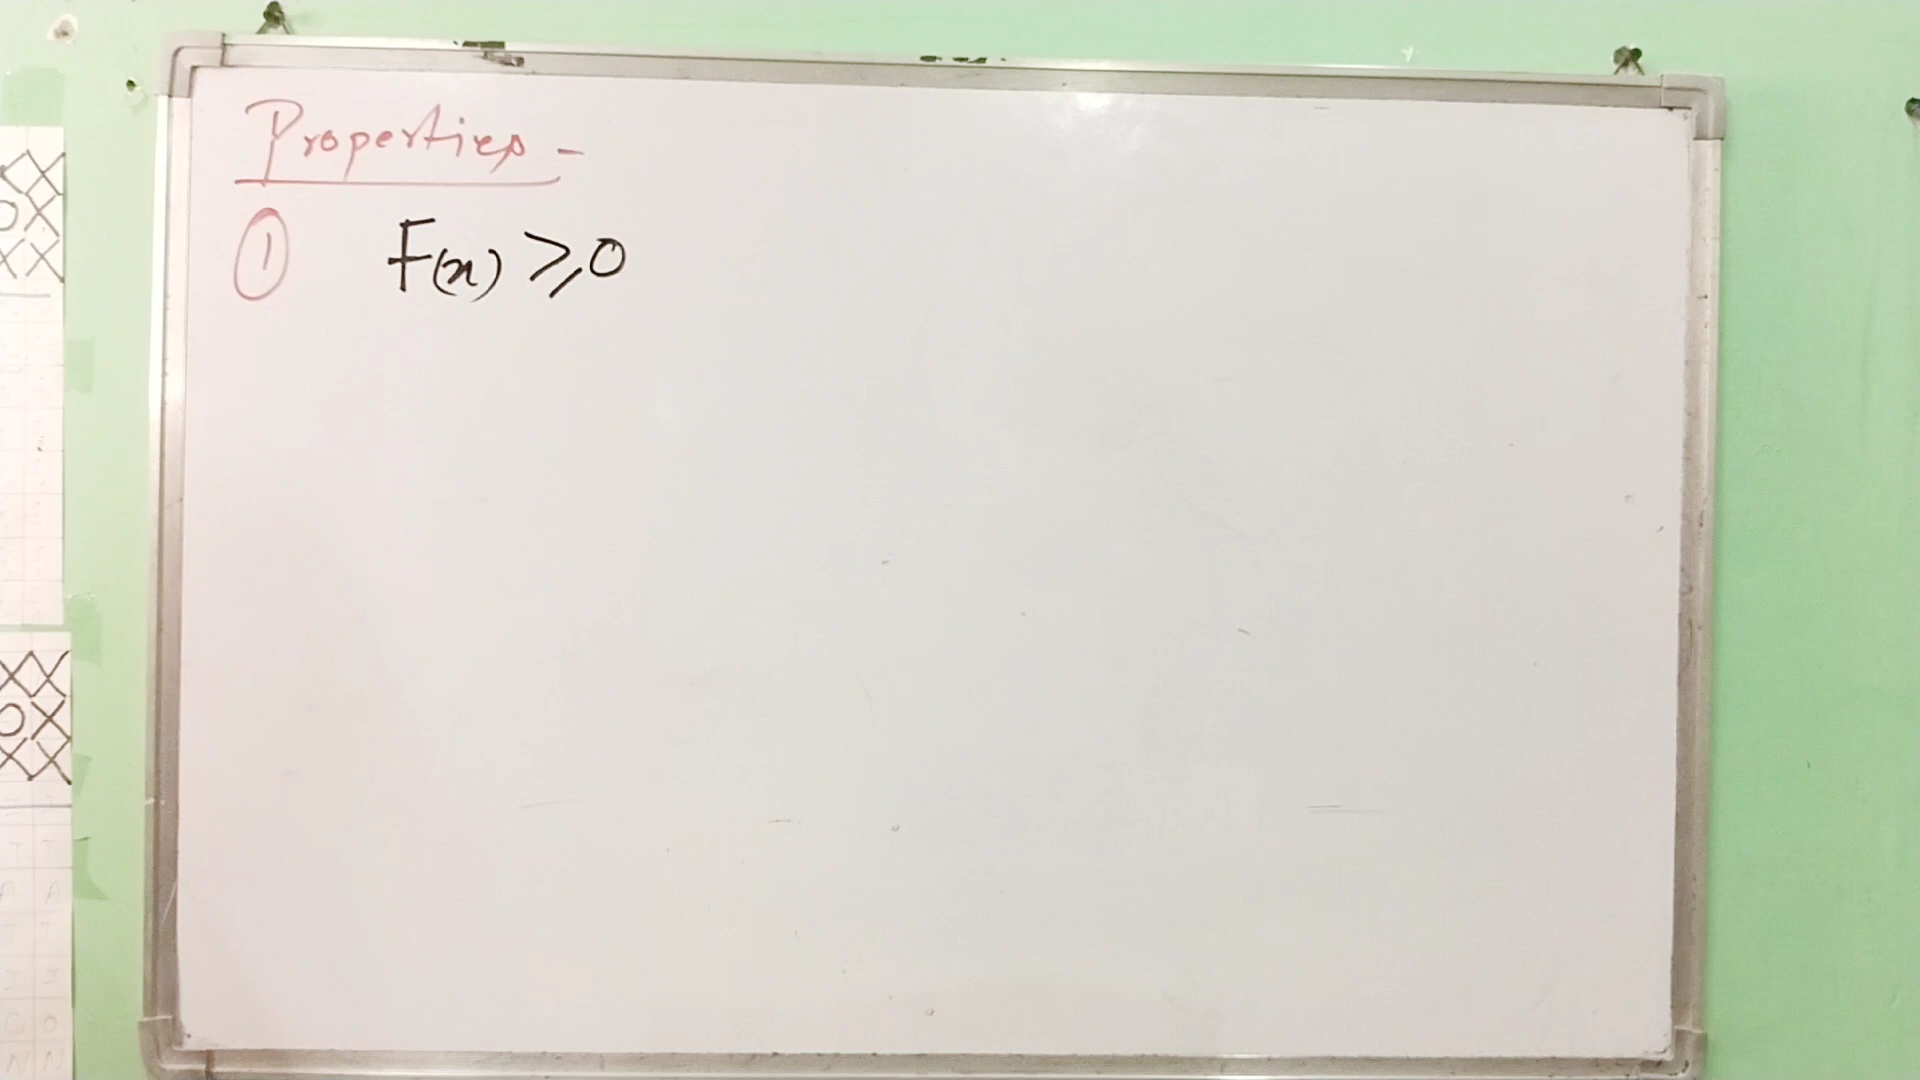 Properties -
① F(x) ≥ 0